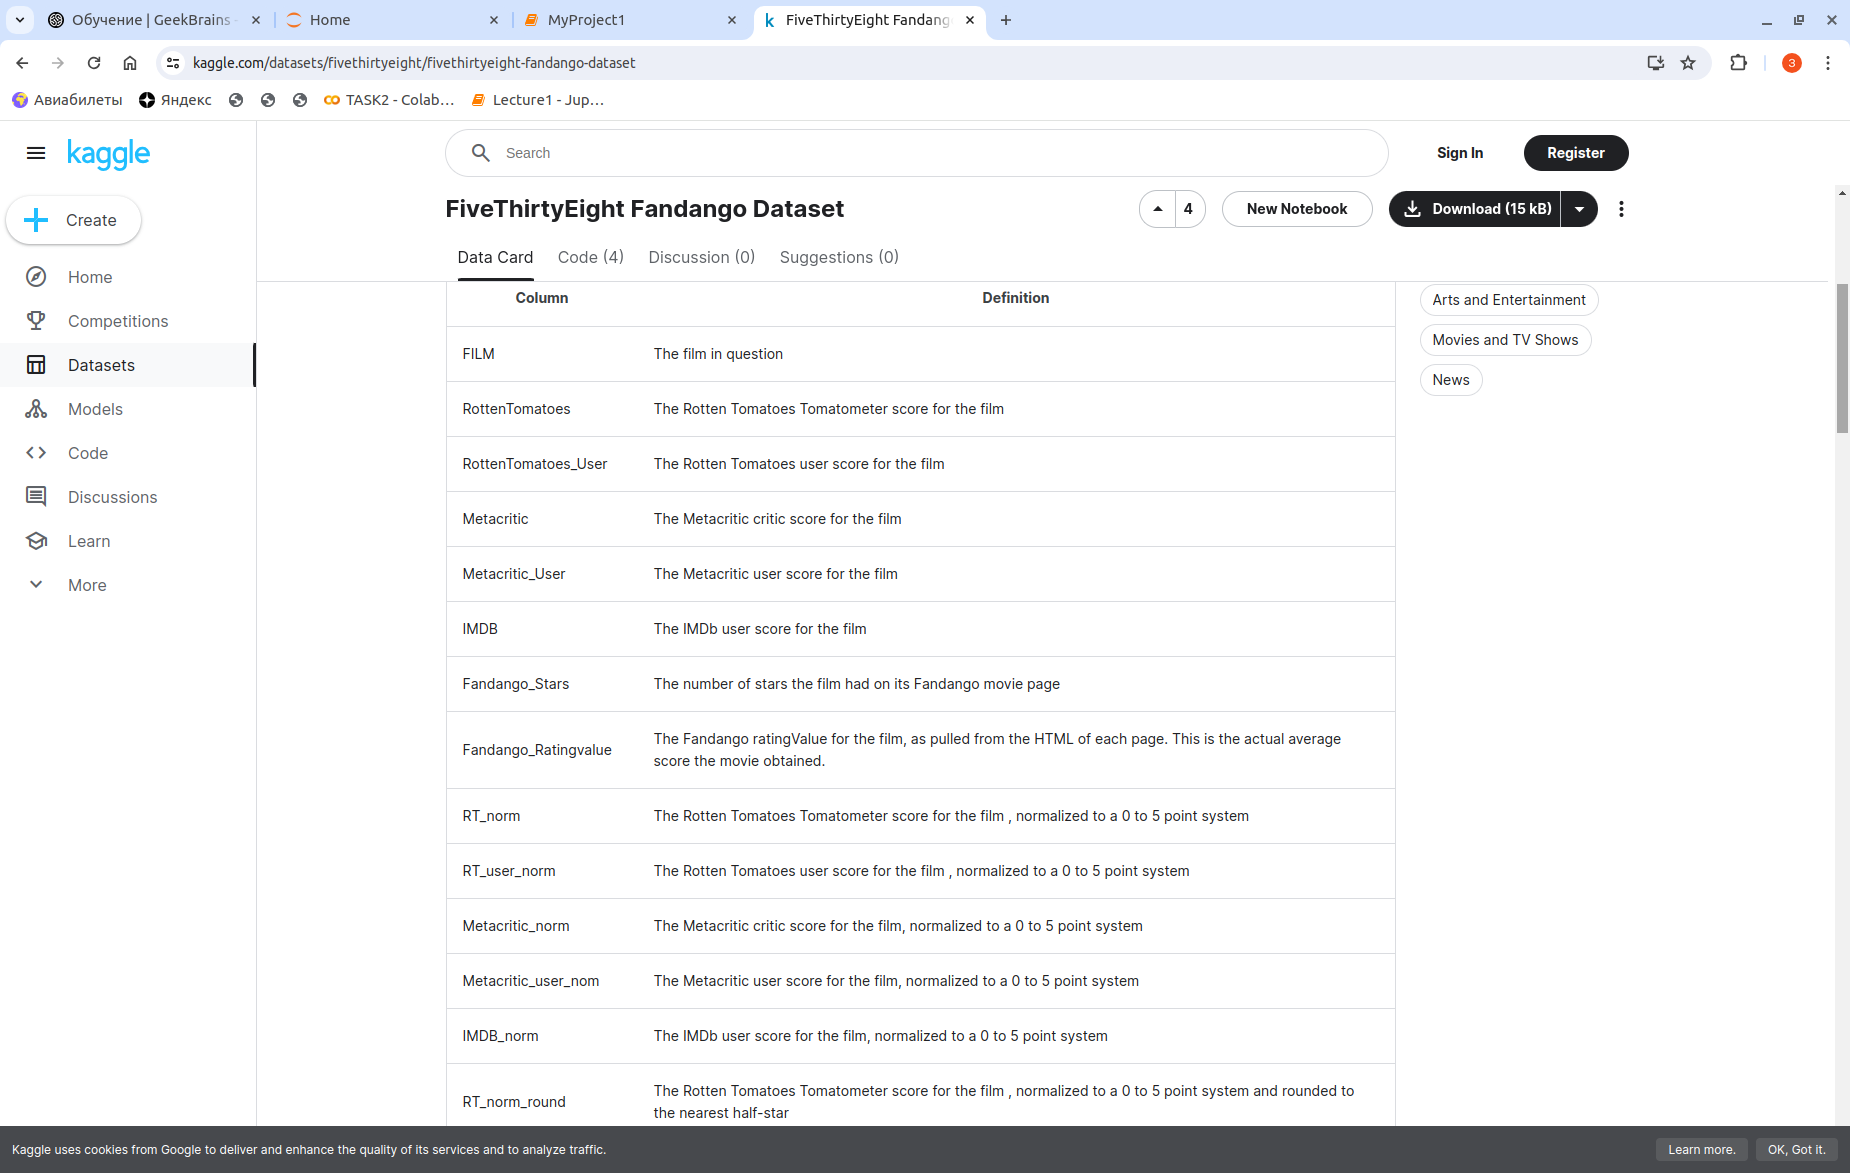 Обучение | GeekBrains
Home
MyProject1
FiveThirtyEight Fandang
kaggle.com/datasets/fivethirtyeight/fivethirtyeight-fandango-dataset
3
Авиабилеты
Яндекс
TASK2 - Colab…
Lecture1 - Jup…
kaggle
Search
Sign In
Register
Create
FiveThirtyEight Fandango Dataset
4
New Notebook
Download (15 kB)
Data Card
Code (4)
Discussion (0)
Suggestions (0)
Home
Competitions
Datasets
Models
Code
Discussions
Learn
More
Column Definition
FILM The film in question
RottenTomatoes The Rotten Tomatoes Tomatometer score for the film
RottenTomatoes_User The Rotten Tomatoes user score for the film
Metacritic The Metacritic critic score for the film
Metacritic_User The Metacritic user score for the film
IMDB The IMDb user score for the film
Fandango_Stars The number of stars the film had on its Fandango movie page
Fandango_Ratingvalue The Fandango ratingValue for the film, as pulled from the HTML of each page. This is the actual average
score the movie obtained.
RT_norm The Rotten Tomatoes Tomatometer score for the film , normalized to a 0 to 5 point system
RT_user_norm The Rotten Tomatoes user score for the film , normalized to a 0 to 5 point system
Metacritic_norm The Metacritic critic score for the film, normalized to a 0 to 5 point system
Metacritic_user_nom The Metacritic user score for the film, normalized to a 0 to 5 point system
IMDB_norm The IMDb user score for the film, normalized to a 0 to 5 point system
RT_norm_round The Rotten Tomatoes Tomatometer score for the film , normalized to a 0 to 5 point system and rounded to
the nearest half-star
Arts and Entertainment
Movies and TV Shows
News
Kaggle uses cookies from Google to deliver and enhance the quality of its services and to analyze traffic.
Learn more.
OK, Got it.